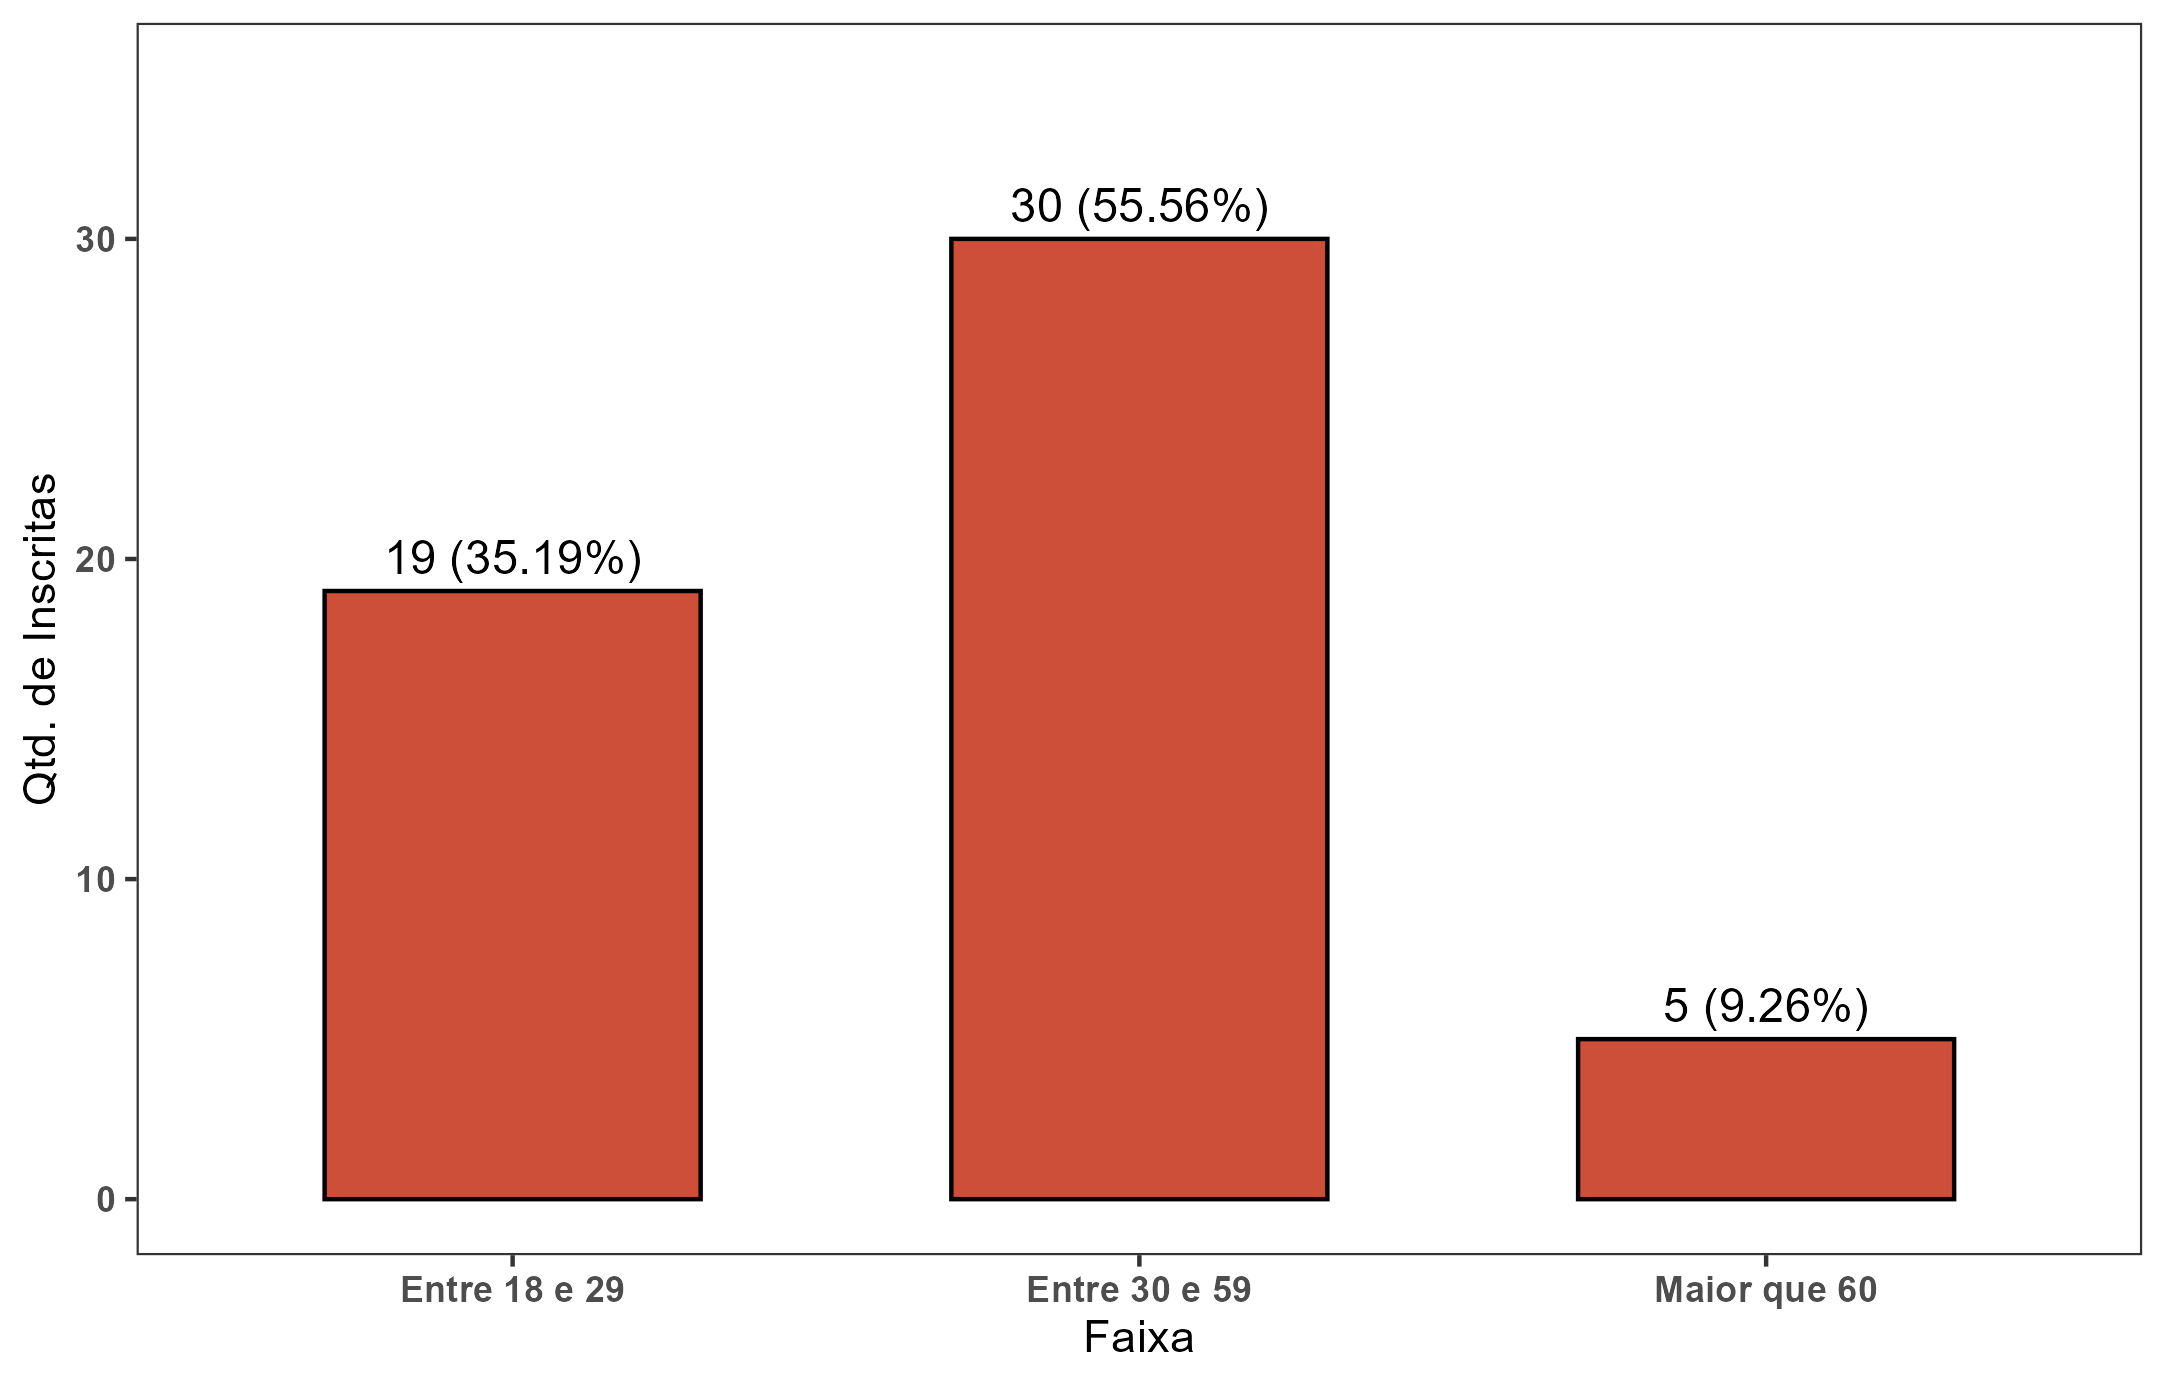 30 (55.56%)
30
19 (35.19%)
20
10
5 (9.26%)
0
Qtd. de Inscritas
Entre 18 e 29
Entre 30 e 59
Maior que 60
Faixa